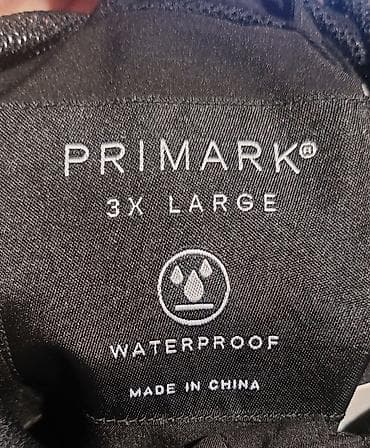 PRIMARK®
3X LARGE
WATERPROOF
MADE IN CHINA